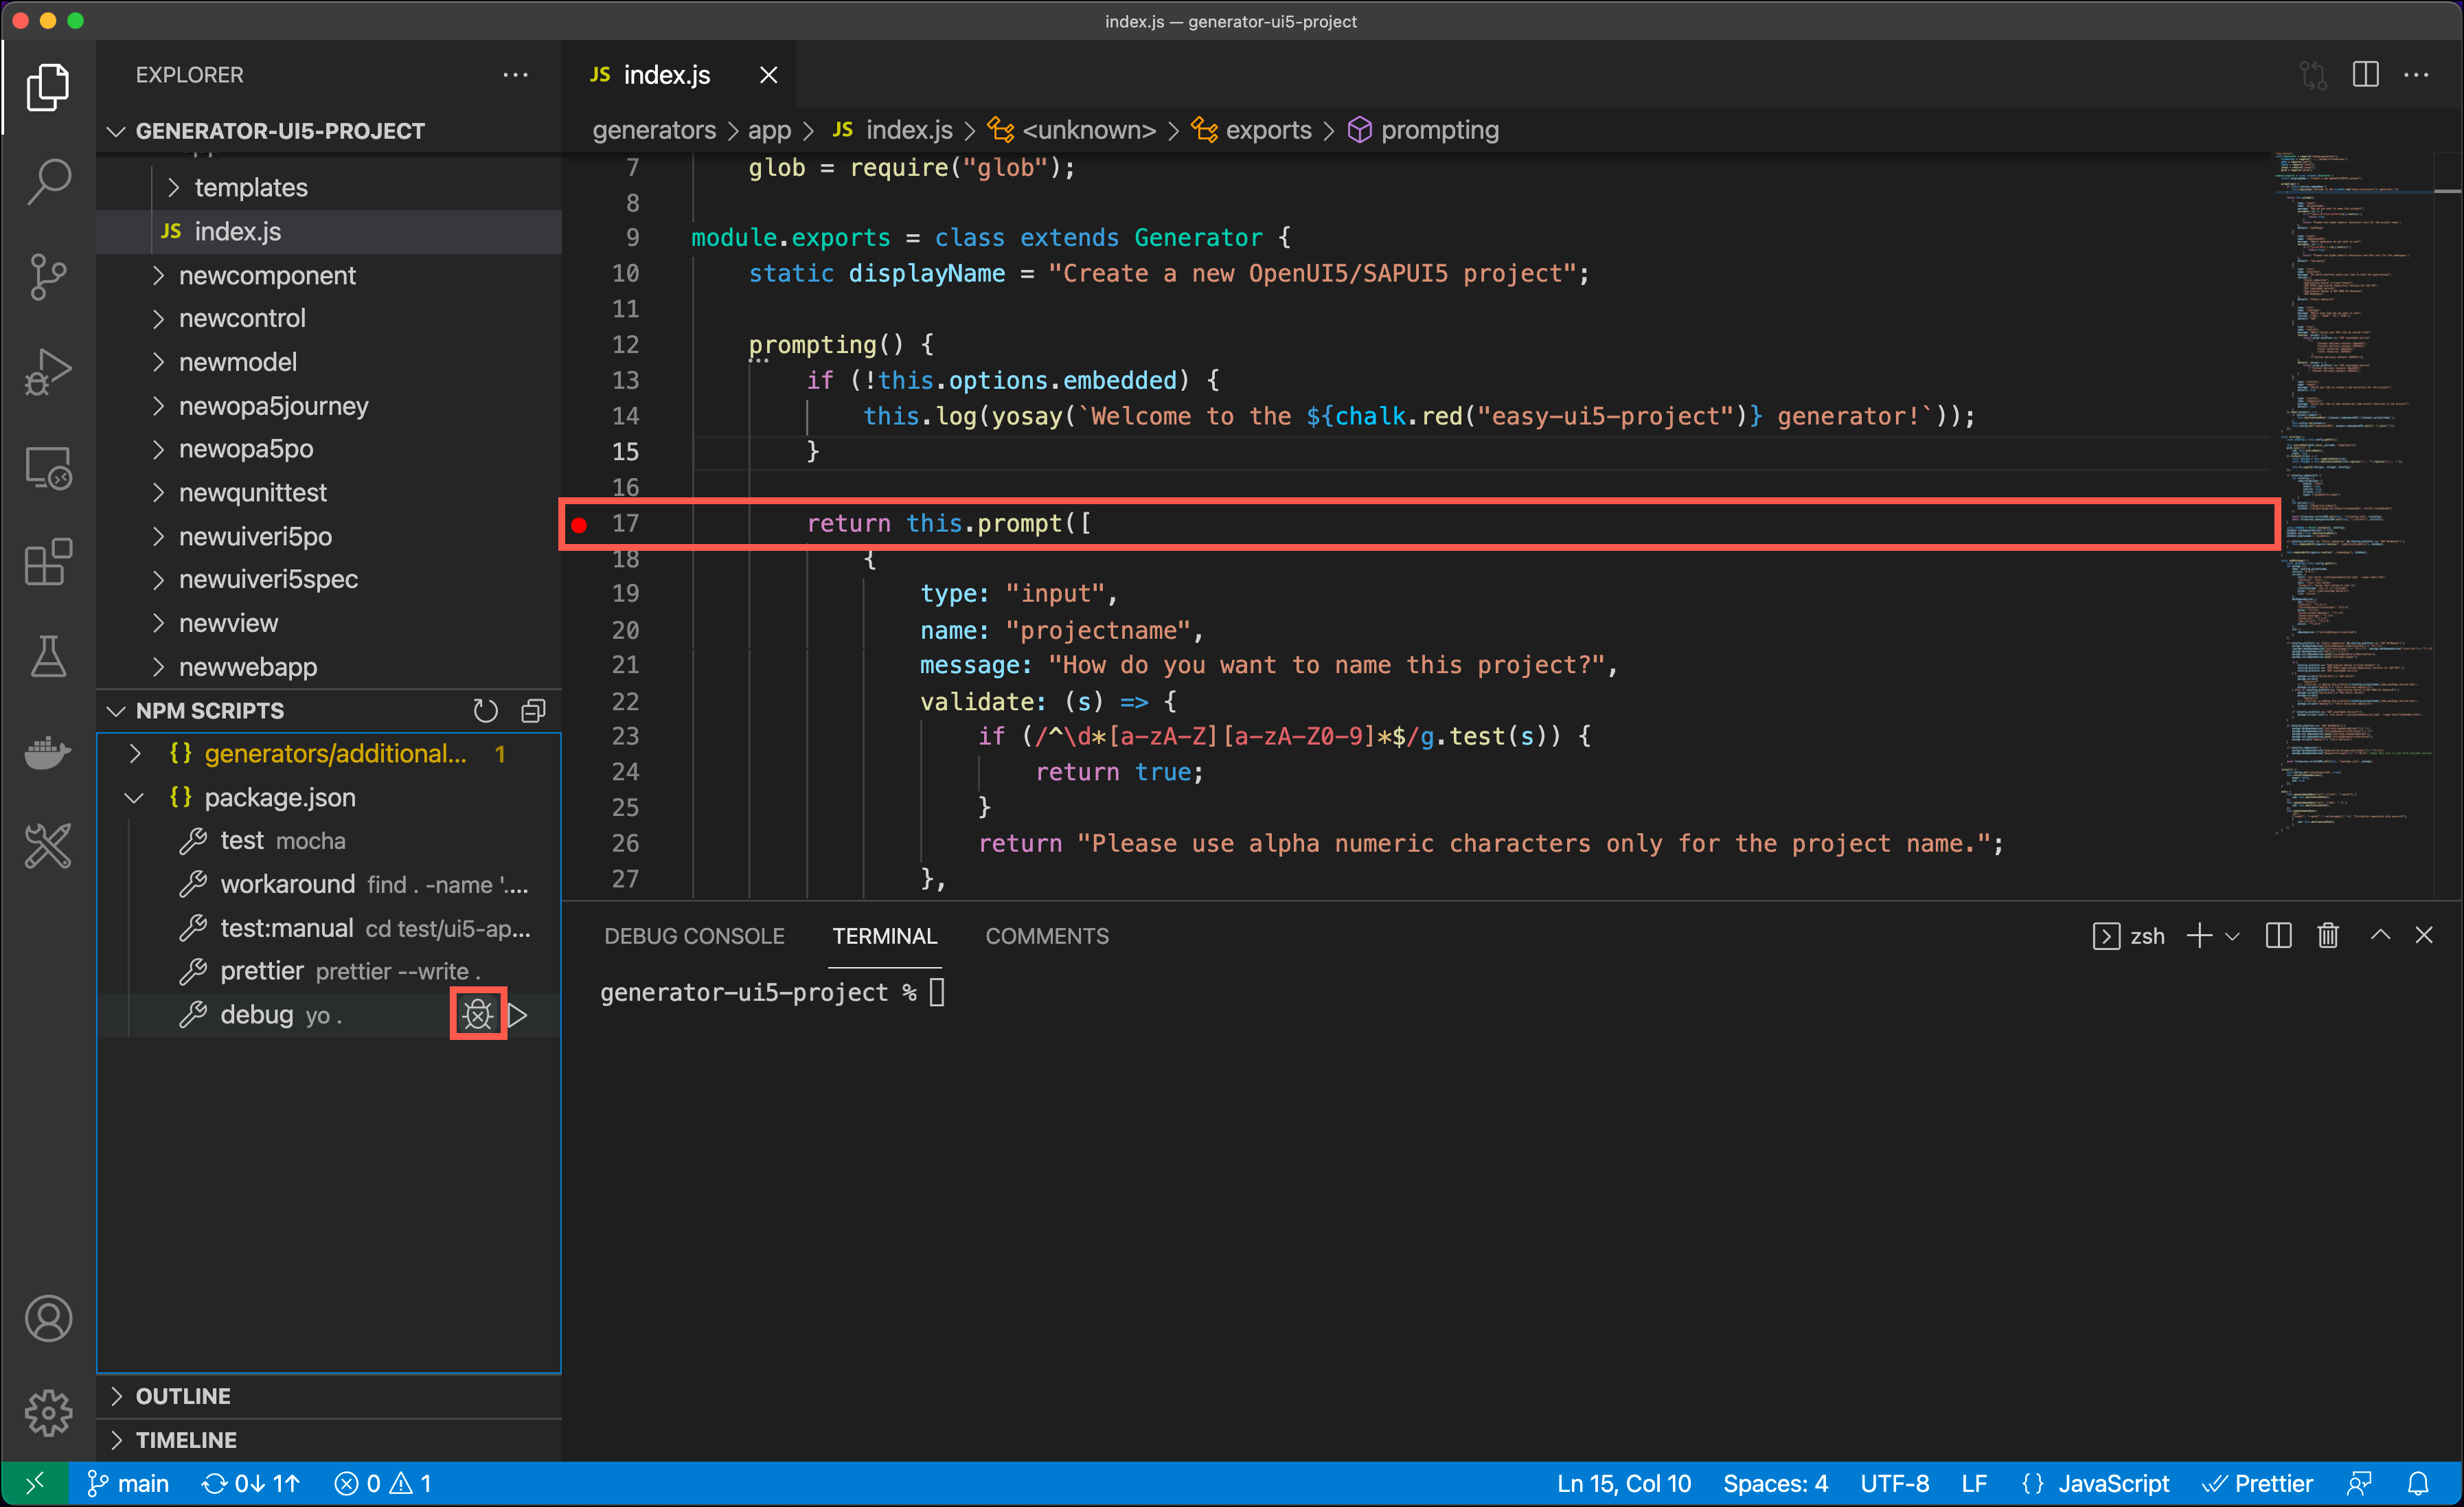 index.js — generator-ui5-project
EXPLORER
GENERATOR-UI5-PROJECT
templates
JS index.js
newcomponent
newcontrol
newmodel
newopa5journey
newopa5po
newqunittest
newuiveri5po
newuiveri5spec
newview
newwebapp
NPM SCRIPTS
{} generators/additional... 1
{} package.json
test mocha
workaround find . -name '....
test:manual cd test/ui5-ap...
prettier prettier --write .
debug yo .
OUTLINE
TIMELINE
JS index.js
generators > app > JS index.js > <unknown> > exports > prompting
7 glob = require("glob");
8
9 module.exports = class extends Generator {
10 static displayName = "Create a new OpenUI5/SAPUI5 project";
11
12 prompting() {
13 if (!this.options.embedded) {
14 this.log(yosay(`Welcome to the ${chalk.red("easy-ui5-project")} generator!`));
15 }
16
17 return this.prompt([
18 {
19 type: "input",
20 name: "projectname",
21 message: "How do you want to name this project?",
22 validate: (s) => {
23 if (/^\d*[a-zA-Z][a-zA-Z0-9]*$/g.test(s)) {
24 return true;
25 }
26 return "Please use alpha numeric characters only for the project name.";
27 },
DEBUG CONSOLE TERMINAL COMMENTS
zsh
generator-ui5-project %
main 0↓ 1↑ 0 1
Ln 15, Col 10 Spaces: 4 UTF-8 LF {} JavaScript Prettier